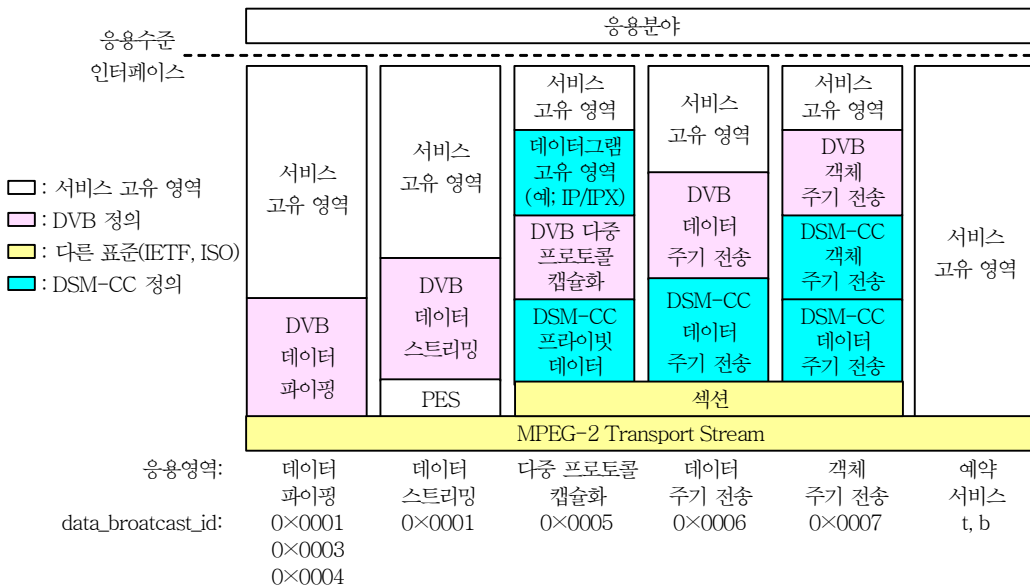 응용분야
응용수준
인터페이스
서비스
고유 영역
DVB
데이터
파이핑
서비스
고유 영역
DVB
데이터
스트리밍
PES
서비스
고유 영역
데이터그램
고유 영역
(예; IP/IPX)
DVB 다중
프로토콜
캡슐화
DSM-CC
프라이빗
데이터
서비스
고유 영역
DVB
데이터
주기 전송
DSM-CC
데이터
주기 전송
서비스
고유 영역
DVB
객체
주기 전송
DSM-CC
객체
주기 전송
DSM-CC
데이터
주기 전송
서비스
고유 영역
섹션
MPEG-2 Transport Stream
: 서비스 고유 영역
: DVB 정의
: 다른 표준(IETF, ISO)
: DSM-CC 정의
응용영역:
데이터
파이핑
데이터
스트리밍
다중 프로토콜
캡슐화
데이터
주기 전송
객체
주기 전송
예약
서비스
data_broatcast_id:
0×0001
0×0003
0×0004
0×0001
0×0005
0×0006
0×0007
t, b